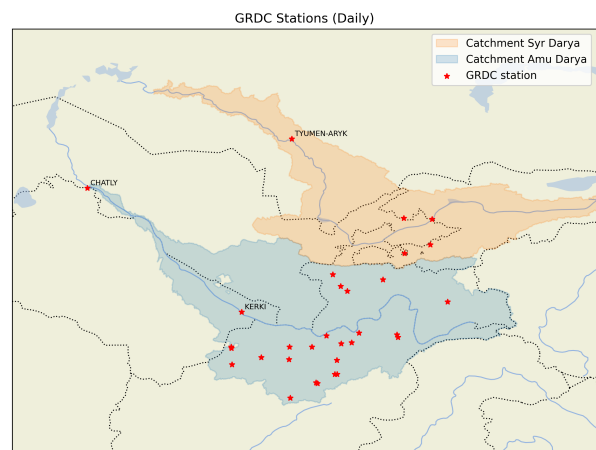 GRDC Stations (Daily)
Catchment Syr Darya
Catchment Amu Darya
GRDC station
TYUMEN-ARYK
CHATLY
KERKI